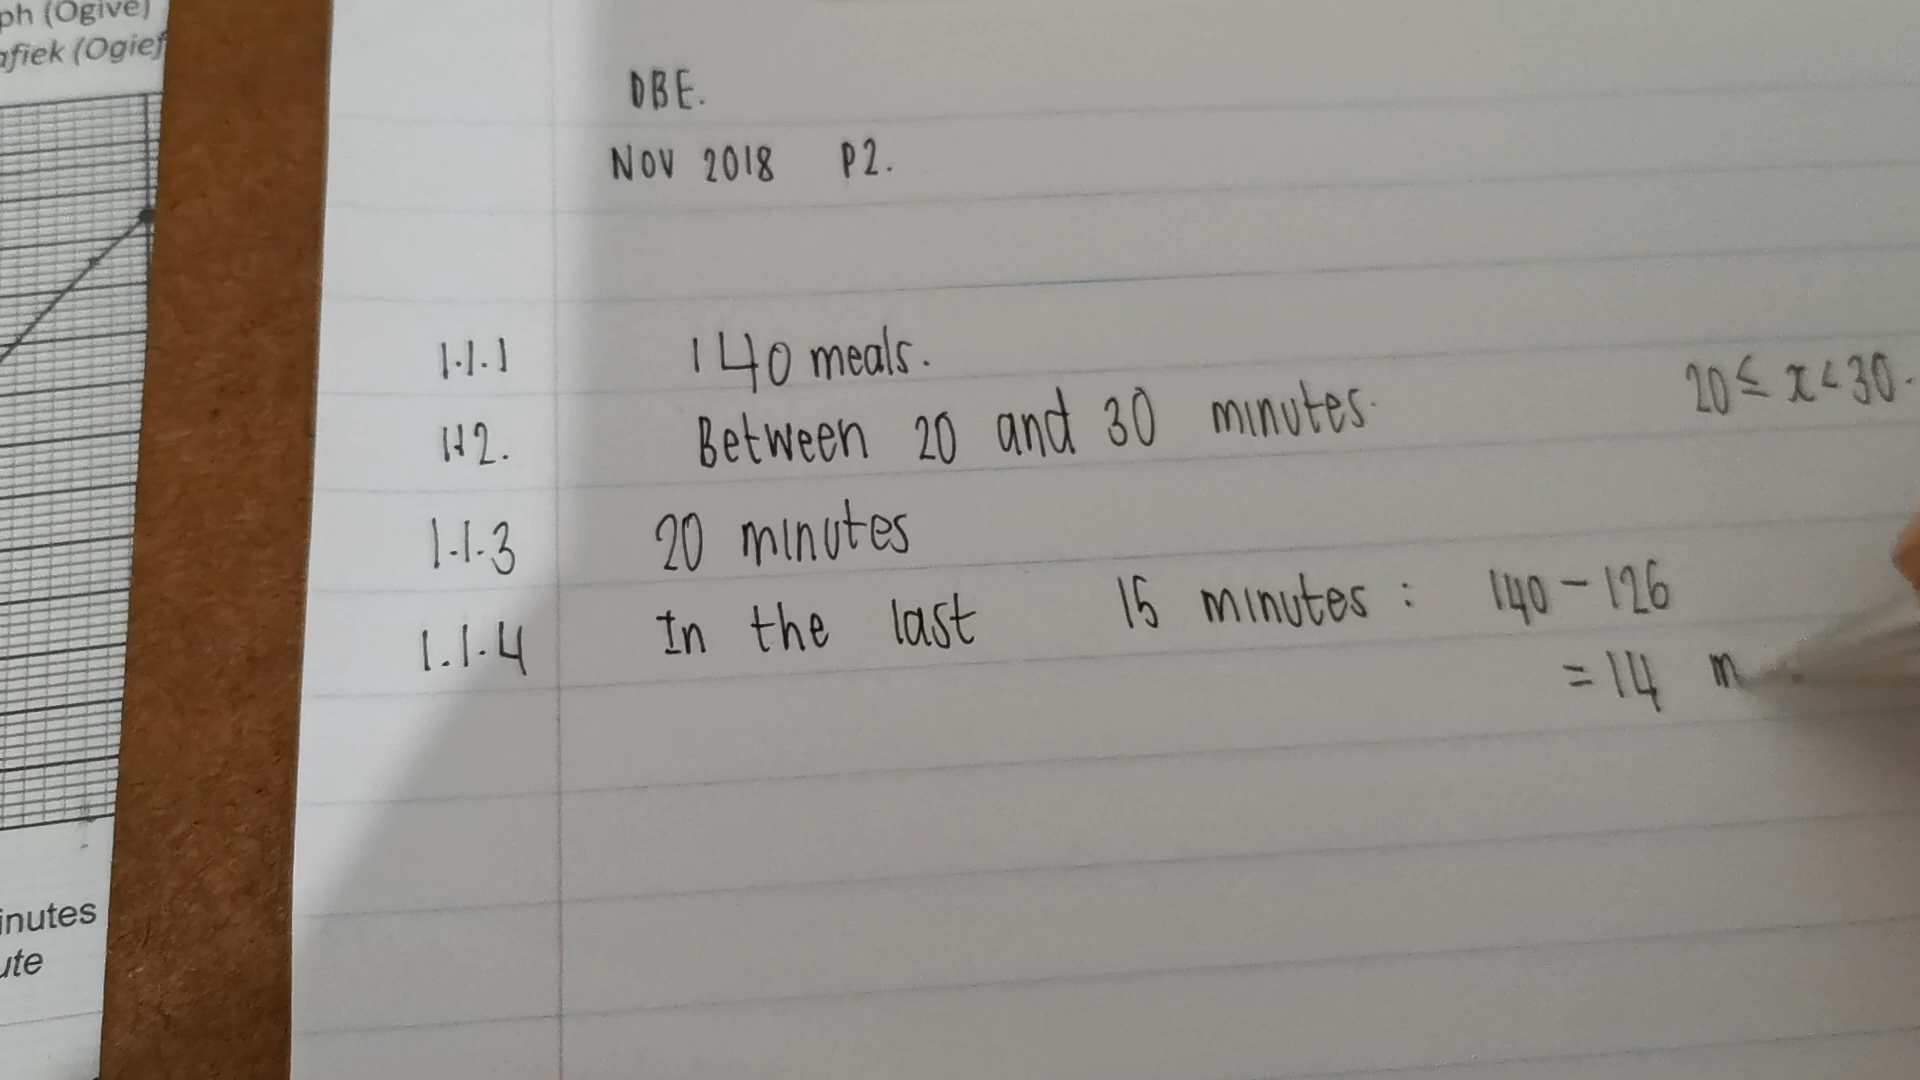 ph (Ogive)
afiek (Ogief
DBE.
NOV 2018 P2.
1.1.1 140 meals.
1.1.2. Between 20 and 30 minutes. 20 ≤ x < 30.
1.1.3 20 minutes
1.1.4 In the last 15 minutes : 140 - 126
= 14 m
inutes
ute